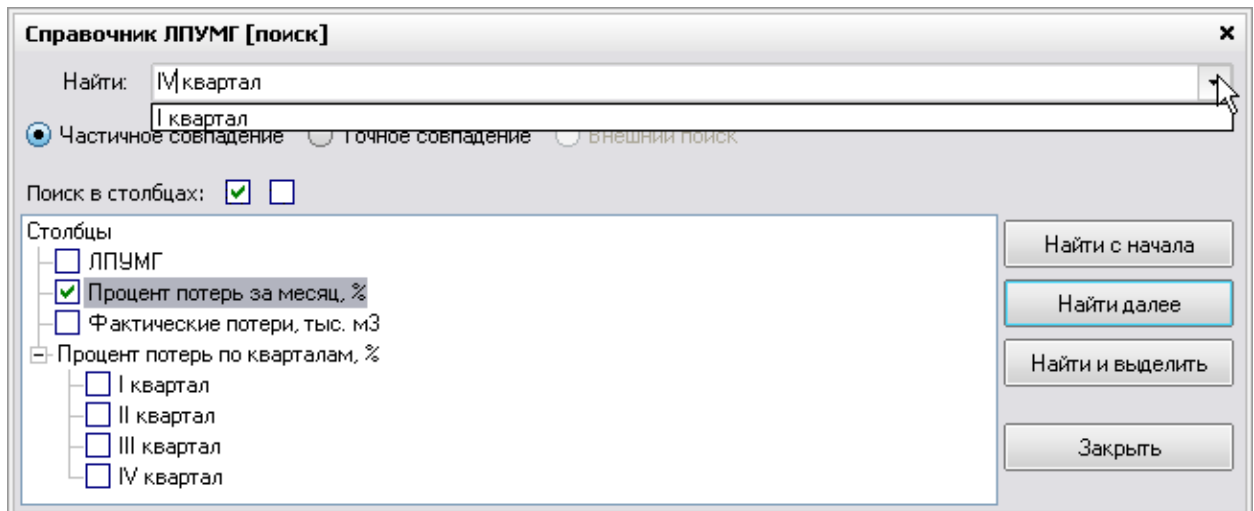 Справочник ЛПУМГ [поиск]
Найти: IV квартал
I квартал
Частичное совпадение Точное совпадение Внешний поиск
Поиск в столбцах:
Столбцы
ЛПУМГ
Процент потерь за месяц, %
Фактические потери, тыс. м3
Процент потерь по кварталам, %
I квартал
II квартал
III квартал
IV квартал
Найти с начала
Найти далее
Найти и выделить
Закрыть